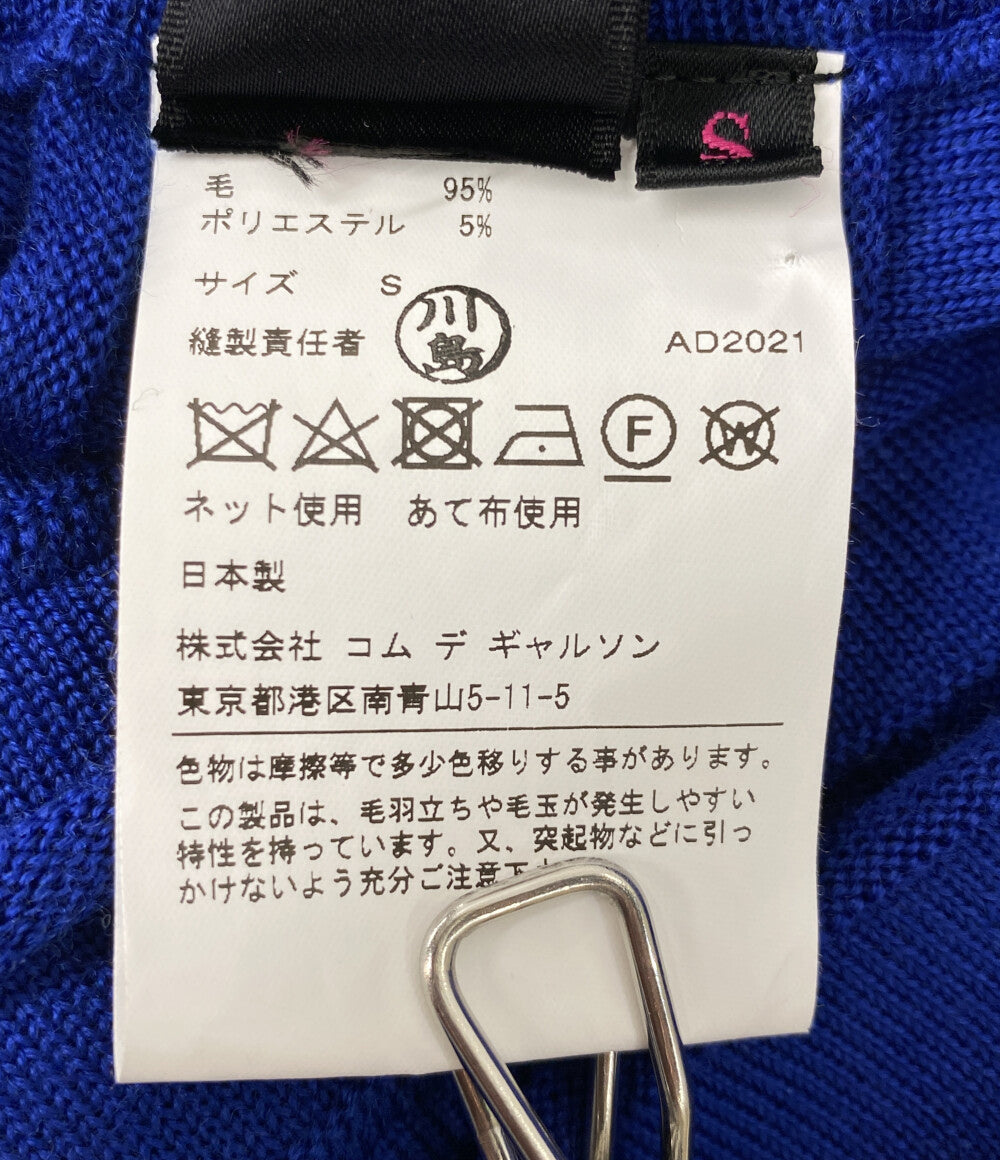 S
毛 95%
ポリエステル 5%
サイズ S
縫製責任者 川島 AD2021
F W
ネット使用 あて布使用
日本製
株式会社 コム デ ギャルソン
東京都港区南青山5-11-5
色物は摩擦等で多少色移りする事があります。
この製品は、毛羽立ちや毛玉が発生しやすい
特性を持っています。又、突起物などに引っ
かけないよう充分ご注意下